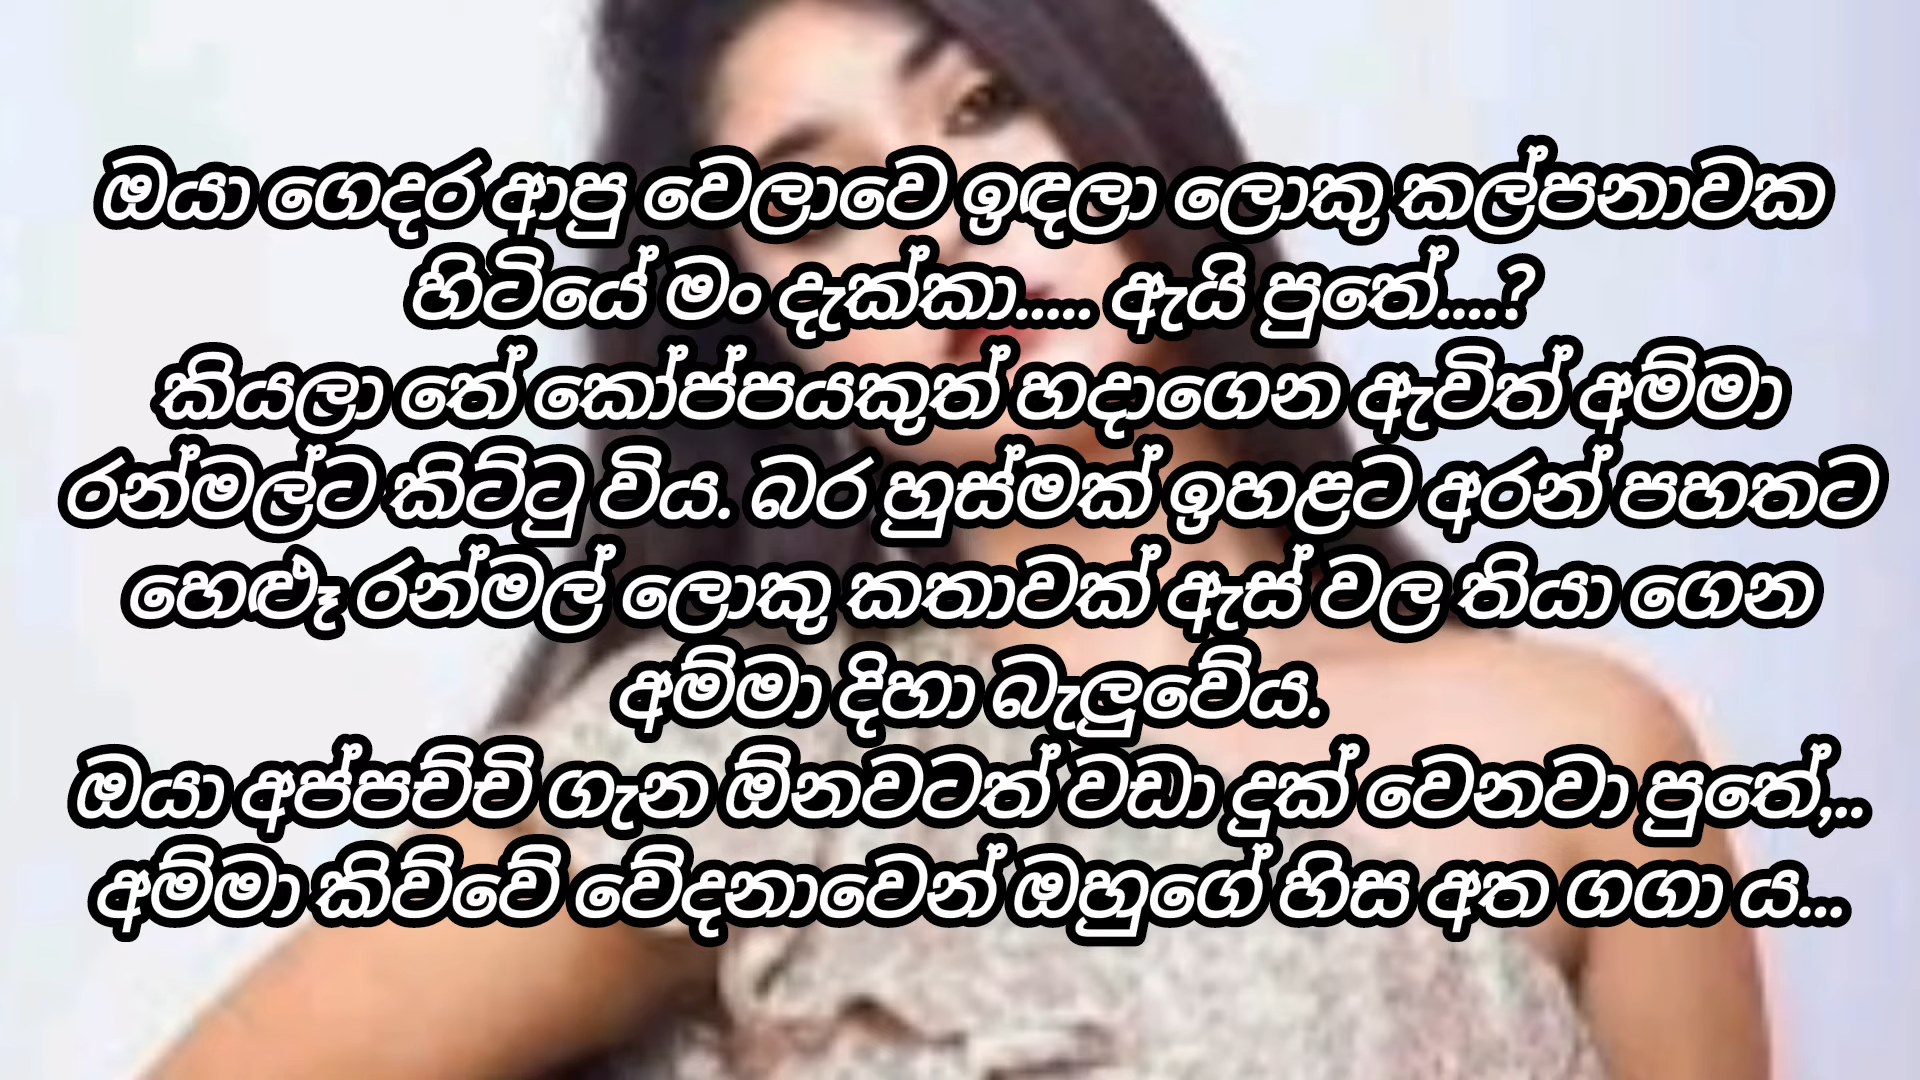 ඔයා ගෙදර ආපු වෙලාවෙ ඉඳලා ලොකු කල්පනාවක
හිටියේ මං දැක්කා..... ඇයි පුතේ....?
කියලා තේ කෝප්පයකුත් හදාගෙන ඇවිත් අම්මා
රන්මල්ට කිට්ටු විය. බර හුස්මක් ඉහළට අරන් පහතට
හෙළූ රන්මල් ලොකු කතාවක් ඇස් වල තියා ගෙන
අම්මා දිහා බැලුවේය.
ඔයා අප්පච්චි ගැන ඕනවටත් වඩා දුක් වෙනවා පුතේ,..
අම්මා කිව්වේ වේදනාවෙන් ඔහුගේ හිස අත ගගා ය...